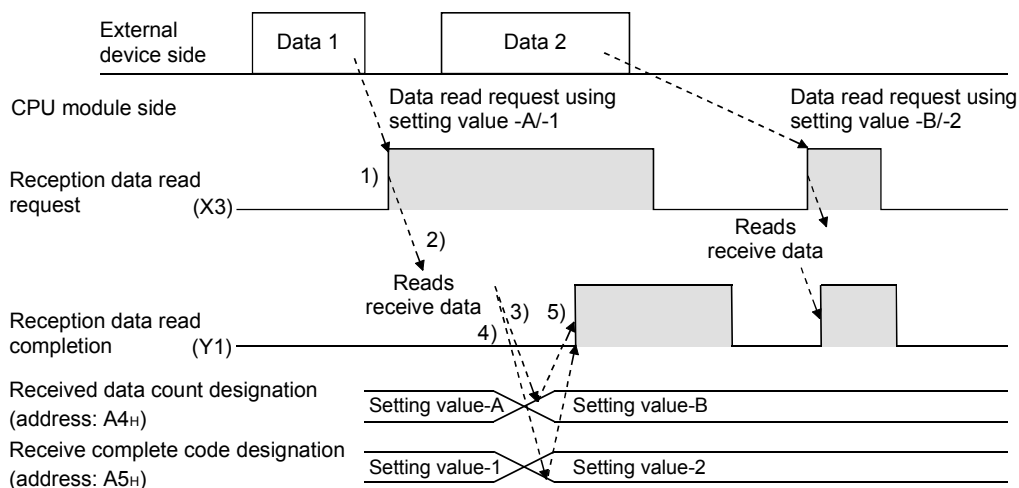 External
device side
Data 1
Data 2
CPU module side
Data read request using
setting value -A/-1
Data read request using
setting value -B/-2
Reception data read
request
(X3)
1)
2)
Reads
receive data
Reads
receive data
3)
4)
5)
Reception data read
completion
(Y1)
Received data count designation
(address: A4H)
Setting value-A
Setting value-B
Receive complete code designation
(address: A5H)
Setting value-1
Setting value-2